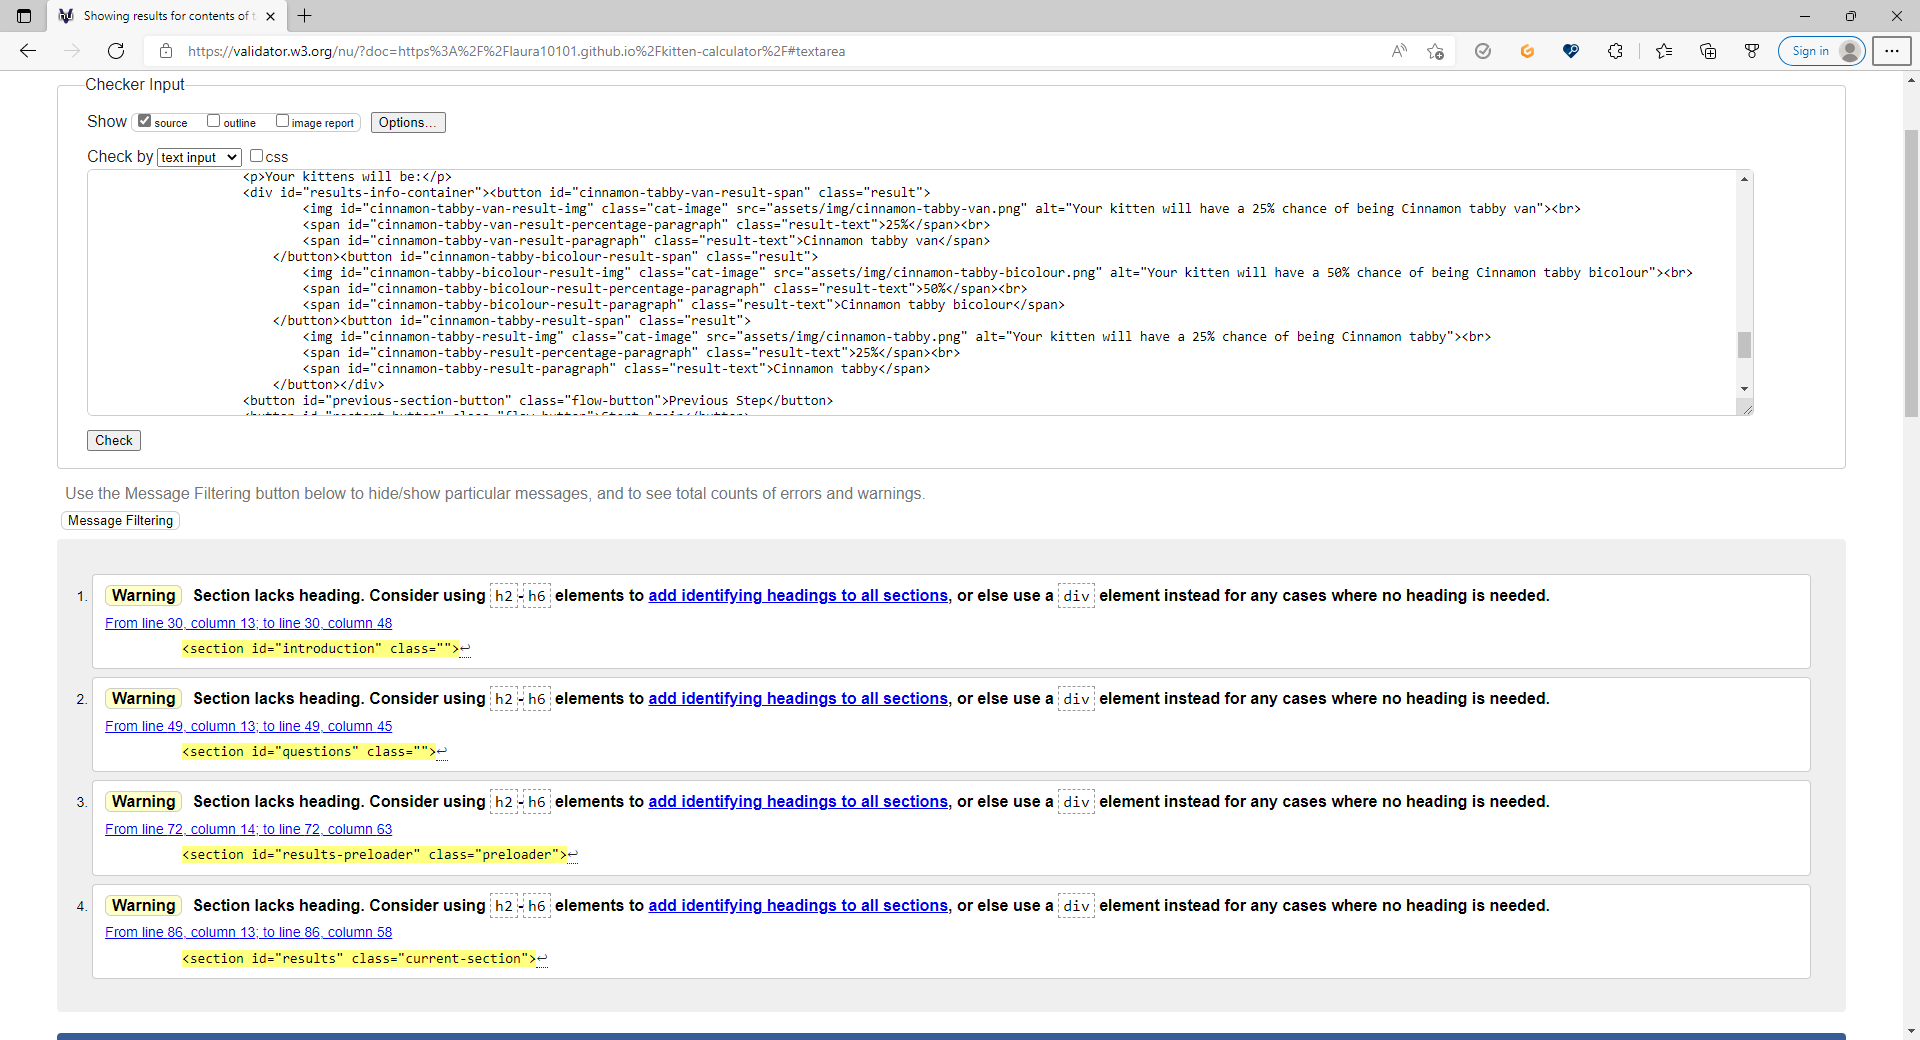 Showing results for contents of t
https://validator.w3.org/nu/?doc=https%3A%2F%2Flaura10101.github.io%2Fkitten-calculator%2F#textarea
Sign in
Checker Input
Show source outline image report Options...
Check by text input css
<p>Your kittens will be:</p>
<div id="results-info-container"><button id="cinnamon-tabby-van-result-span" class="result">
<img id="cinnamon-tabby-van-result-img" class="cat-image" src="assets/img/cinnamon-tabby-van.png" alt="Your kitten will have a 25% chance of being Cinnamon tabby van"><br>
<span id="cinnamon-tabby-van-result-percentage-paragraph" class="result-text">25%</span><br>
<span id="cinnamon-tabby-van-result-paragraph" class="result-text">Cinnamon tabby van</span>
</button><button id="cinnamon-tabby-bicolour-result-span" class="result">
<img id="cinnamon-tabby-bicolour-result-img" class="cat-image" src="assets/img/cinnamon-tabby-bicolour.png" alt="Your kitten will have a 50% chance of being Cinnamon tabby bicolour"><br>
<span id="cinnamon-tabby-bicolour-result-percentage-paragraph" class="result-text">50%</span><br>
<span id="cinnamon-tabby-bicolour-result-paragraph" class="result-text">Cinnamon tabby bicolour</span>
</button><button id="cinnamon-tabby-result-span" class="result">
<img id="cinnamon-tabby-result-img" class="cat-image" src="assets/img/cinnamon-tabby.png" alt="Your kitten will have a 25% chance of being Cinnamon tabby"><br>
<span id="cinnamon-tabby-result-percentage-paragraph" class="result-text">25%</span><br>
<span id="cinnamon-tabby-result-paragraph" class="result-text">Cinnamon tabby</span>
</button></div>
<button id="previous-section-button" class="flow-button">Previous Step</button>
<button id="restart-button" class="flow-button">Start Again</button>
Check
Use the Message Filtering button below to hide/show particular messages, and to see total counts of errors and warnings.
Message Filtering
1. Warning Section lacks heading. Consider using h2-h6 elements to add identifying headings to all sections, or else use a div element instead for any cases where no heading is needed.
From line 30, column 13; to line 30, column 48
<section id="introduction" class="">↩
2. Warning Section lacks heading. Consider using h2-h6 elements to add identifying headings to all sections, or else use a div element instead for any cases where no heading is needed.
From line 49, column 13; to line 49, column 45
<section id="questions" class="">↩
3. Warning Section lacks heading. Consider using h2-h6 elements to add identifying headings to all sections, or else use a div element instead for any cases where no heading is needed.
From line 72, column 14; to line 72, column 63
<section id="results-preloader" class="preloader">↩
4. Warning Section lacks heading. Consider using h2-h6 elements to add identifying headings to all sections, or else use a div element instead for any cases where no heading is needed.
From line 86, column 13; to line 86, column 58
<section id="results" class="current-section">↩